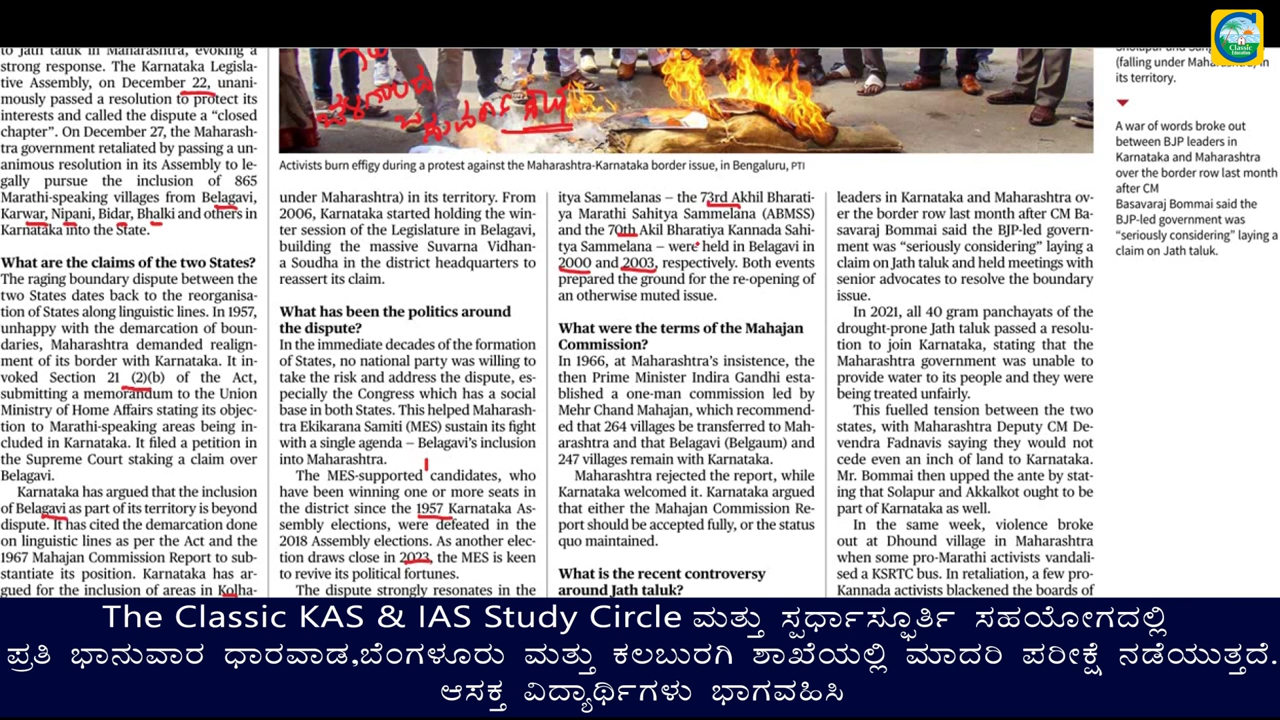 to Jath taluk in Maharashtra, evoking a
strong response. The Karnataka Legisla-
tive Assembly, on December 22, unani-
mously passed a resolution to protect its
interests and called the dispute a “closed
chapter”. On December 27, the Maharash-
tra government retaliated by passing a un-
animous resolution in its Assembly to le-
gally pursue the inclusion of 865
Marathi-speaking villages from Belagavi,
Karwar, Nipani, Bidar, Bhalki and others in
Karnataka into the State.
What are the claims of the two States?
The raging boundary dispute between the
two States dates back to the reorganisa-
tion of States along linguistic lines. In 1957,
unhappy with the demarcation of boun-
daries, Maharashtra demanded realign-
ment of its border with Karnataka. It in-
voked Section 21 (2)(b) of the Act,
submitting a memorandum to the Union
Ministry of Home Affairs stating its objec-
tion to Marathi-speaking areas being in-
cluded in Karnataka. It filed a petition in
the Supreme Court staking a claim over
Belagavi.
Karnataka has argued that the inclusion
of Belagavi as part of its territory is beyond
dispute. It has cited the demarcation done
on linguistic lines as per the Act and the
1967 Mahajan Commission Report to sub-
stantiate its position. Karnataka has ar-
gued for the inclusion of areas in Kolha-
Activists burn effigy during a protest against the Maharashtra-Karnataka border issue, in Bengaluru, PTI
under Maharashtra) in its territory. From
2006, Karnataka started holding the win-
ter session of the Legislature in Belagavi,
building the massive Suvarna Vidhan-
a Soudha in the district headquarters to
reassert its claim.
What has been the politics around
the dispute?
In the immediate decades of the formation
of States, no national party was willing to
take the risk and address the dispute, es-
pecially the Congress which has a social
base in both States. This helped Maharash-
tra Ekikarana Samiti (MES) sustain its fight
with a single agenda – Belagavi’s inclusion
into Maharashtra.
The MES-supported candidates, who
have been winning one or more seats in
the district since the 1957 Karnataka As-
sembly elections, were defeated in the
2018 Assembly elections. As another elec-
tion draws close in 2023, the MES is keen
to revive its political fortunes.
The dispute strongly resonates in the
itya Sammelanas – the 73rd Akhil Bharati-
ya Marathi Sahitya Sammelana (ABMSS)
and the 70th Akil Bharatiya Kannada Sahi-
tya Sammelana – were held in Belagavi in
2000 and 2003, respectively. Both events
prepared the ground for the re-opening of
an otherwise muted issue.
What were the terms of the Mahajan
Commission?
In 1966, at Maharashtra’s insistence, the
then Prime Minister Indira Gandhi esta-
blished a one-man commission led by
Mehr Chand Mahajan, which recommend-
ed that 264 villages be transferred to Mah-
arashtra and that Belagavi (Belgaum) and
247 villages remain with Karnataka.
Maharashtra rejected the report, while
Karnataka welcomed it. Karnataka argued
that either the Mahajan Commission Re-
port should be accepted fully, or the status
quo maintained.
What is the recent controversy
around Jath taluk?
leaders in Karnataka and Maharashtra ov-
er the border row last month after CM Ba-
savaraj Bommai said the BJP-led govern-
ment was “seriously considering” laying a
claim on Jath taluk and held meetings with
senior advocates to resolve the boundary
issue.
In 2021, all 40 gram panchayats of the
drought-prone Jath taluk passed a resolu-
tion to join Karnataka, stating that the
Maharashtra government was unable to
provide water to its people and they were
being treated unfairly.
This fuelled tension between the two
states, with Maharashtra Deputy CM De-
vendra Fadnavis saying they would not
cede even an inch of land to Karnataka.
Mr. Bommai then upped the ante by stat-
ing that Solapur and Akkalkot ought to be
part of Karnataka as well.
In the same week, violence broke
out at Dhound village in Maharashtra
when some pro-Marathi activists vandali-
sed a KSRTC bus. In retaliation, a few pro-
Kannada activists blackened the boards of
(falling under Maharashtra) in
its territory.
A war of words broke out
between BJP leaders in
Karnataka and Maharashtra
over the border row last month
after CM
Basavaraj Bommai said the
BJP-led government was
“seriously considering” laying a
claim on Jath taluk.
Classic
Education
The Classic KAS & IAS Study Circle ಮತ್ತು ಸ್ಪರ್ಧಾಸ್ಫೂರ್ತಿ ಸಹಯೋಗದಲ್ಲಿ
ಪ್ರತಿ ಭಾನುವಾರ ಧಾರವಾಡ,ಬೆಂಗಳೂರು ಮತ್ತು ಕಲಬುರಗಿ ಶಾಖೆಯಲ್ಲಿ ಮಾದರಿ ಪರೀಕ್ಷೆ ನಡೆಯುತ್ತದೆ.
ಆಸಕ್ತ ವಿದ್ಯಾರ್ಥಿಗಳು ಭಾಗವಹಿಸಿ